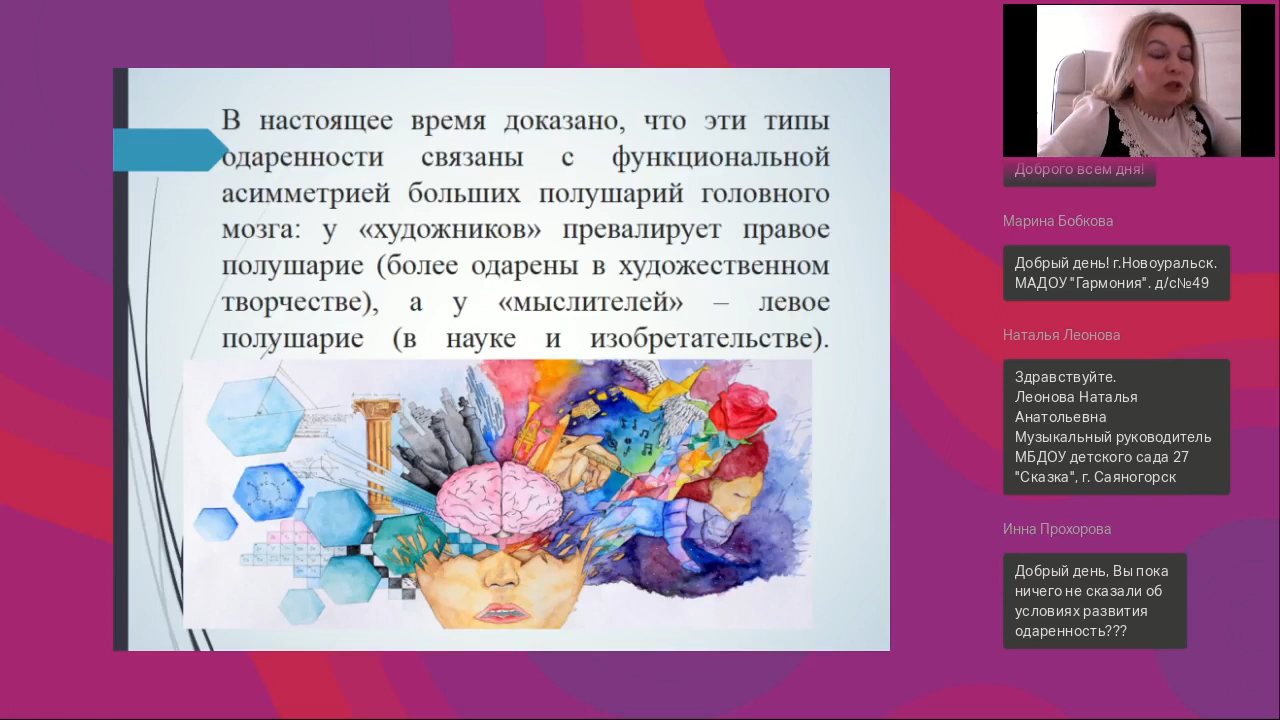 В настоящее время доказано, что эти типы
одаренности связаны с функциональной
асимметрией больших полушарий головного
мозга: у «художников» превалирует правое
полушарие (более одарены в художественном
творчестве), а у «мыслителей» – левое
полушарие (в науке и изобретательстве).
Доброго всем дня!
Марина Бобкова
Добрый день! г.Новоуральск.
МАДОУ "Гармония". д/с№49
Наталья Леонова
Здравствуйте.
Леонова Наталья
Анатольевна
Музыкальный руководитель
МБДОУ детского сада 27
"Сказка", г. Саяногорск
Инна Прохорова
Добрый день, Вы пока
ничего не сказали об
условиях развития
одаренность???